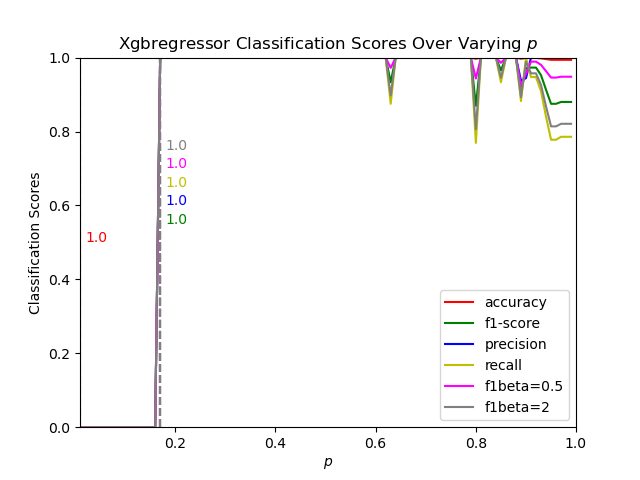 Xgbregressor Classification Scores Over Varying p
Classification Scores
1.0
0.8
0.6
0.4
0.2
0.0
1.0
1.0
1.0
1.0
1.0
1.0
accuracy
f1-score
precision
recall
f1beta=0.5
f1beta=2
0.2
0.4
0.6
0.8
1.0
p